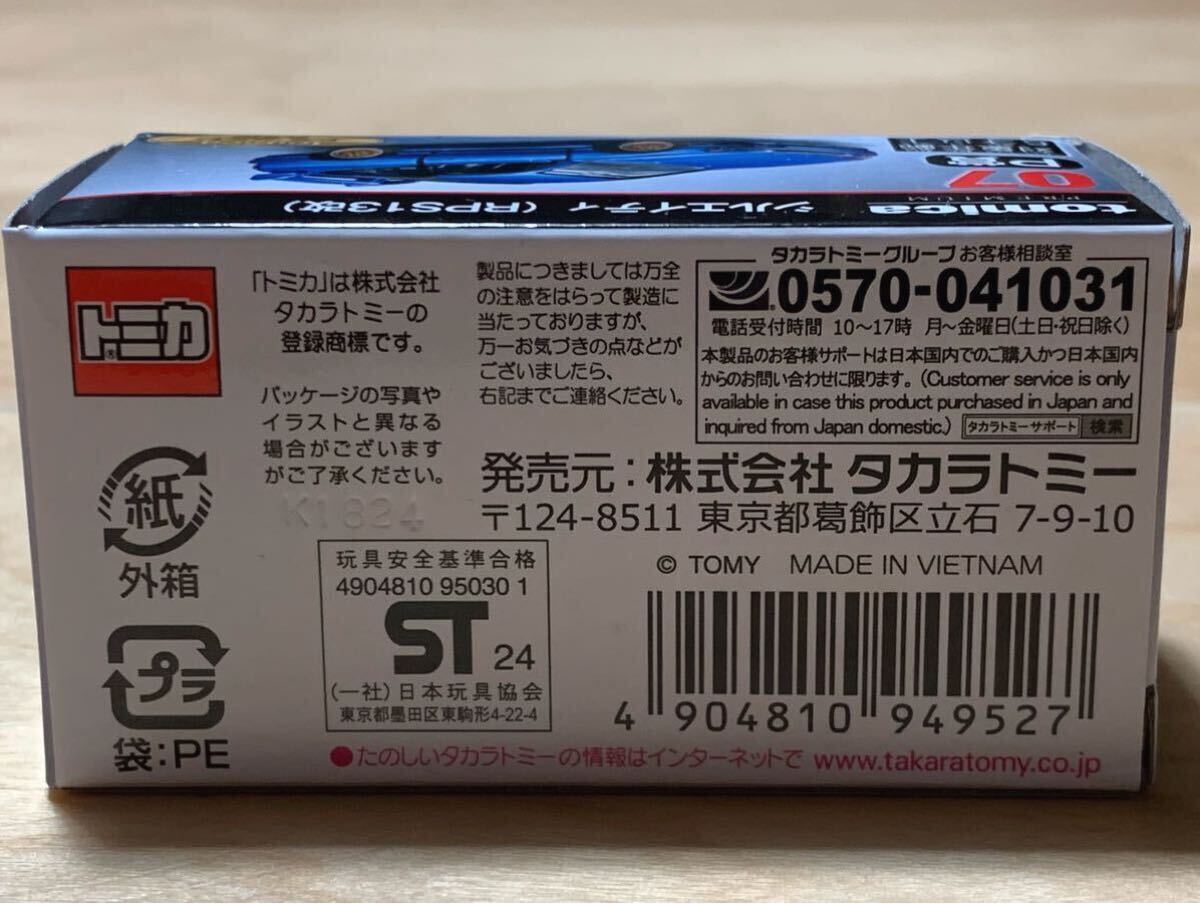 tomica
PREMIUM
07
シルエイティ (RPS13改)
トミカ
®
「トミカ」は株式会社
タカラトミーの
登録商標です。
パッケージの写真や
イラストと異なる
場合がございます
がご了承ください。
K1824
紙
外箱
プラ
袋:PE
製品につきましては万全
の注意をはらって製造に
当たっておりますが、
万一お気づきの点などが
ございましたら、
右記までご連絡ください。
タカラトミーグループお客様相談室
0570-041031
電話受付時間 10〜17時 月〜金曜日(土日・祝日除く)
本製品のお客様サポートは日本国内でのご購入かつ日本国内
からのお問い合わせに限ります。(Customer service is only
available in case this product purchased in Japan and
inquired from Japan domestic.) タカラトミーサポート 検索
発売元:株式会社 タカラトミー
〒124-8511 東京都葛飾区立石 7-9-10
© TOMY MADE IN VIETNAM
玩具安全基準合格
4904810 95030 1
ST 24
(一社)日本玩具協会
東京都墨田区東駒形4-22-4
4 904810 949527
●たのしいタカラトミーの情報はインターネットで www.takaratomy.co.jp